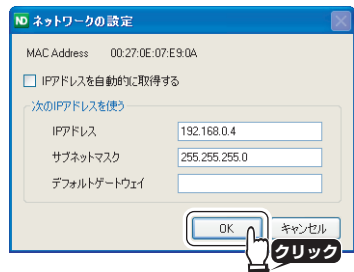 ND ネットワークの設定
MAC Address 00:27:0E:07:E9:0A
IPアドレスを自動的に取得する
次のIPアドレスを使う
IPアドレス 192.168.0.4
サブネットマスク 255.255.255.0
デフォルトゲートウェイ
OK キャンセル
クリック